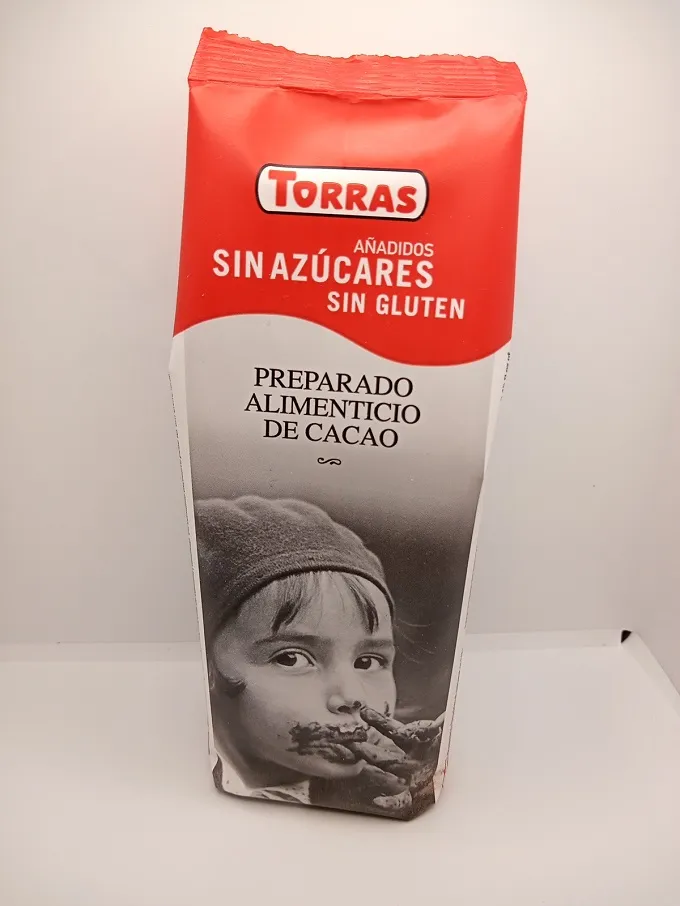 TORRAS
AÑADIDOS
SIN AZÚCARES
SIN GLUTEN
PREPARADO
ALIMENTICIO
DE CACAO